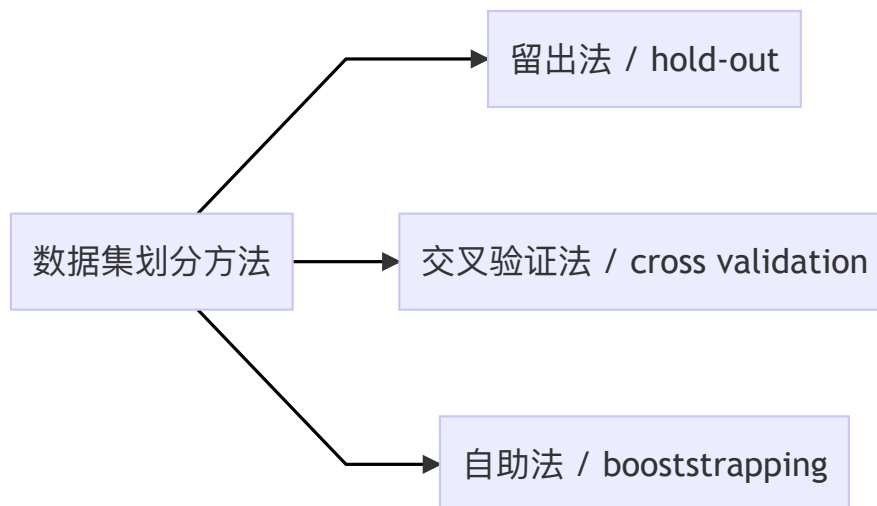 留出法 / hold-out
数据集划分方法
交叉验证法 / cross validation
自助法 / booststrapping